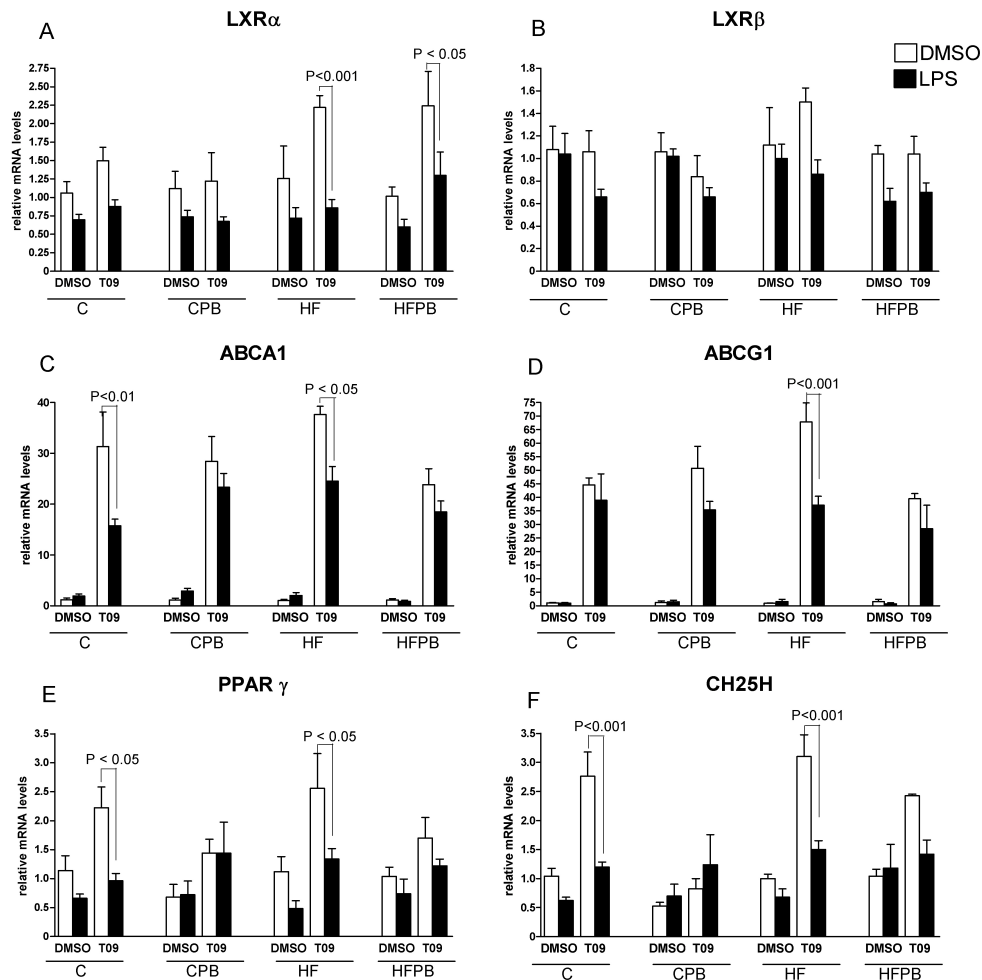 A
LXRα
P<0.001
P < 0.05
relative mRNA levels
2.75
2.50
2.25
2.00
1.75
1.50
1.25
1.00
0.75
0.50
0.25
0
DMSO T09 DMSO T09 DMSO T09 DMSO T09
C CPB HF HFPB
B
LXRβ
DMSO
LPS
relative mRNA levels
1.8
1.6
1.4
1.2
1.0
0.8
0.6
0.4
0.2
0
DMSO T09 DMSO T09 DMSO T09 DMSO T09
C CPB HF HFPB
C
ABCA1
P<0.01
P < 0.05
relative mRNA levels
40
30
20
10
0
DMSO T09 DMSO T09 DMSO T09 DMSO T09
C CPB HF HFPB
D
ABCG1
P<0.001
relative mRNA levels
75
70
65
60
55
50
45
40
35
30
25
20
15
10
5
0
DMSO T09 DMSO T09 DMSO T09 DMSO T09
C CPB HF HFPB
E
PPAR γ
P < 0.05
P < 0.05
relative mRNA levels
3.5
3.0
2.5
2.0
1.5
1.0
0.5
0
DMSO T09 DMSO T09 DMSO T09 DMSO T09
C CPB HF HFPB
F
CH25H
P<0.001
P<0.001
relative mRNA levels
3.5
3.0
2.5
2.0
1.5
1.0
0.5
0
DMSO T09 DMSO T09 DMSO T09 DMSO T09
C CPB HF HFPB